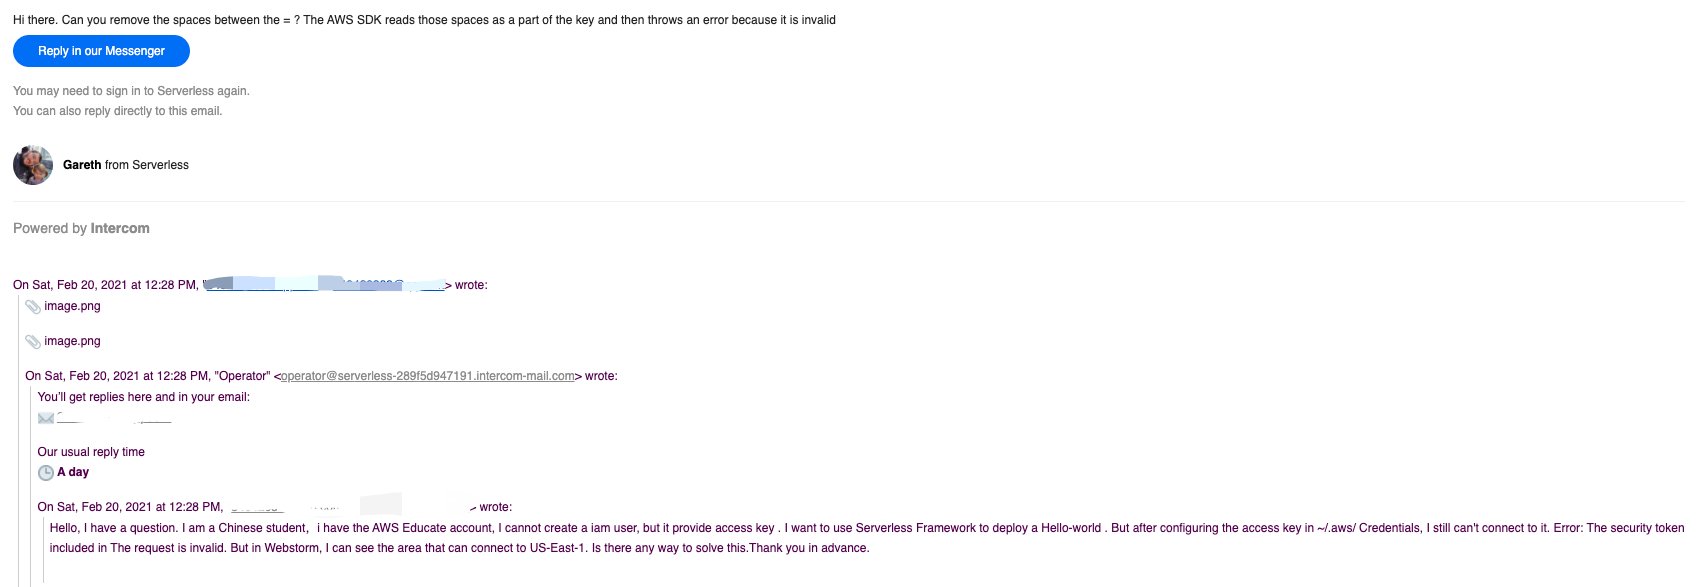 Hi there. Can you remove the spaces between the = ? The AWS SDK reads those spaces as a part of the key and then throws an error because it is invalid
Reply in our Messenger
You may need to sign in to Serverless again.
You can also reply directly to this email.
Gareth from Serverless
Powered by Intercom
On Sat, Feb 20, 2021 at 12:28 PM, > wrote:
image.png
image.png
On Sat, Feb 20, 2021 at 12:28 PM, "Operator" <operator@serverless-289f5d947191.intercom-mail.com> wrote:
You'll get replies here and in your email:
Our usual reply time
A day
On Sat, Feb 20, 2021 at 12:28 PM, > wrote:
Hello, I have a question. I am a Chinese student, i have the AWS Educate account, I cannot create a iam user, but it provide access key . I want to use Serverless Framework to deploy a Hello-world . But after configuring the access key in ~/.aws/ Credentials, I still can't connect to it. Error: The security token
included in The request is invalid. But in Webstorm, I can see the area that can connect to US-East-1. Is there any way to solve this.Thank you in advance.